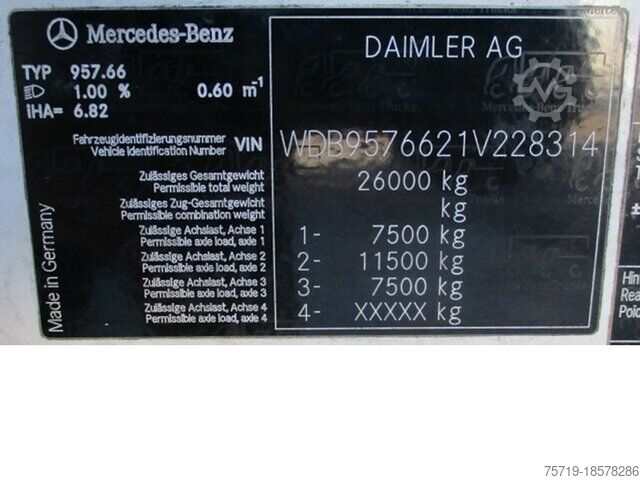 Mercedes-Benz
DAIMLER AG
TYP 957.66
1.00 % 0.60 m⁻¹
iHA= 6.82
Fahrzeugidentifizierungsnummer
Vehicle Identification Number VIN WDB9576621V228314
Zulässiges Gesamtgewicht
Permissible total weight 26000 kg
Zulässiges Zug-Gesamtgewicht
Permissible combination weight kg
Zulässige Achslast, Achse 1
Permissible axle load, axle 1 1- 7500 kg
Zulässige Achslast, Achse 2
Permissible axle load, axle 2 2- 11500 kg
Zulässige Achslast, Achse 3
Permissible axle load, axle 3 3- 7500 kg
Zulässige Achslast, Achse 4
Permissible axle load, axle 4 4- XXXXX kg
Made in Germany
75719-18578286